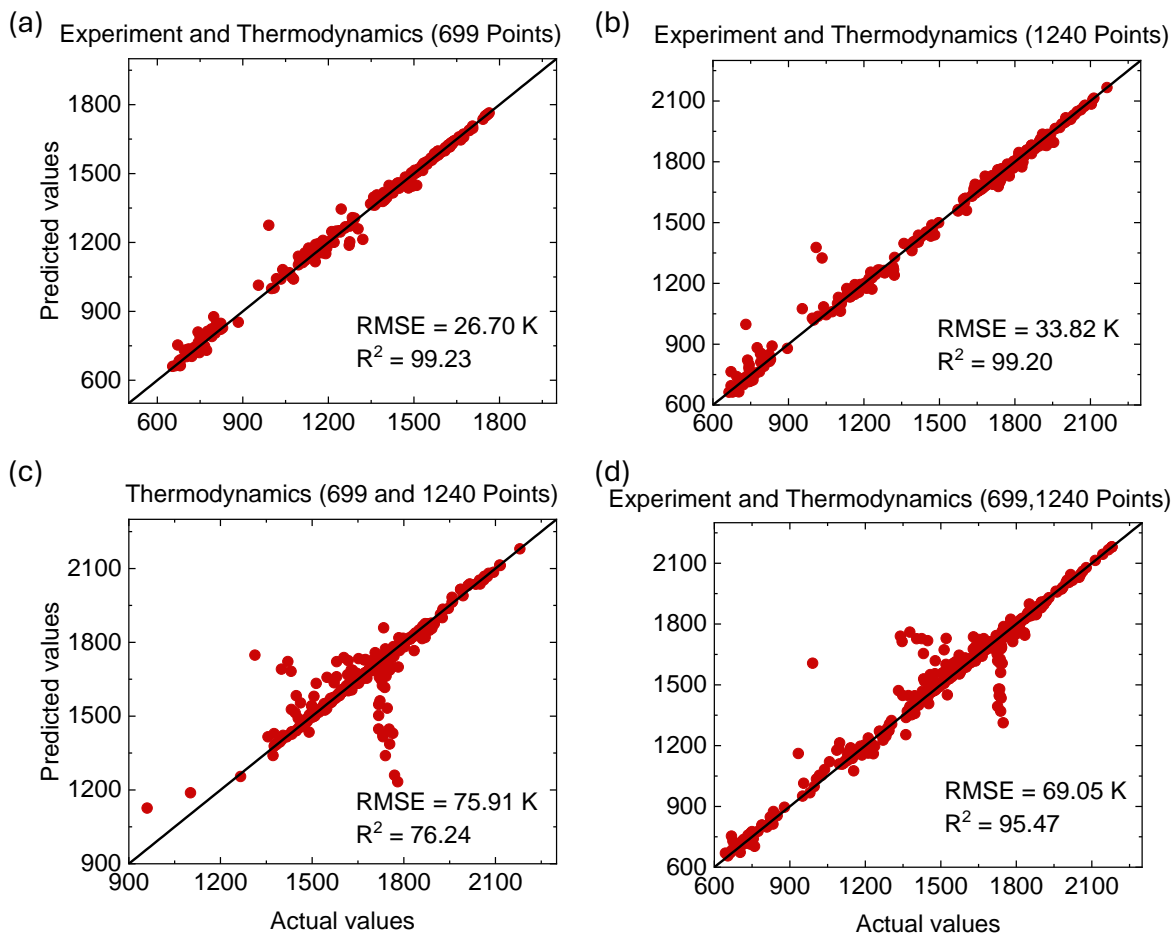 (a)
Experiment and Thermodynamics (699 Points)
Predicted values
1800
1500
1200
900
600
RMSE = 26.70 K
R² = 99.23
600 900 1200 1500 1800
(b)
Experiment and Thermodynamics (1240 Points)
2100
1800
1500
1200
900
600
RMSE = 33.82 K
R² = 99.20
600 900 1200 1500 1800 2100
(c)
Thermodynamics (699 and 1240 Points)
Predicted values
2100
1800
1500
1200
900
RMSE = 75.91 K
R² = 76.24
900 1200 1500 1800 2100
Actual values
(d)
Experiment and Thermodynamics (699,1240 Points)
2100
1800
1500
1200
900
600
RMSE = 69.05 K
R² = 95.47
600 900 1200 1500 1800 2100
Actual values